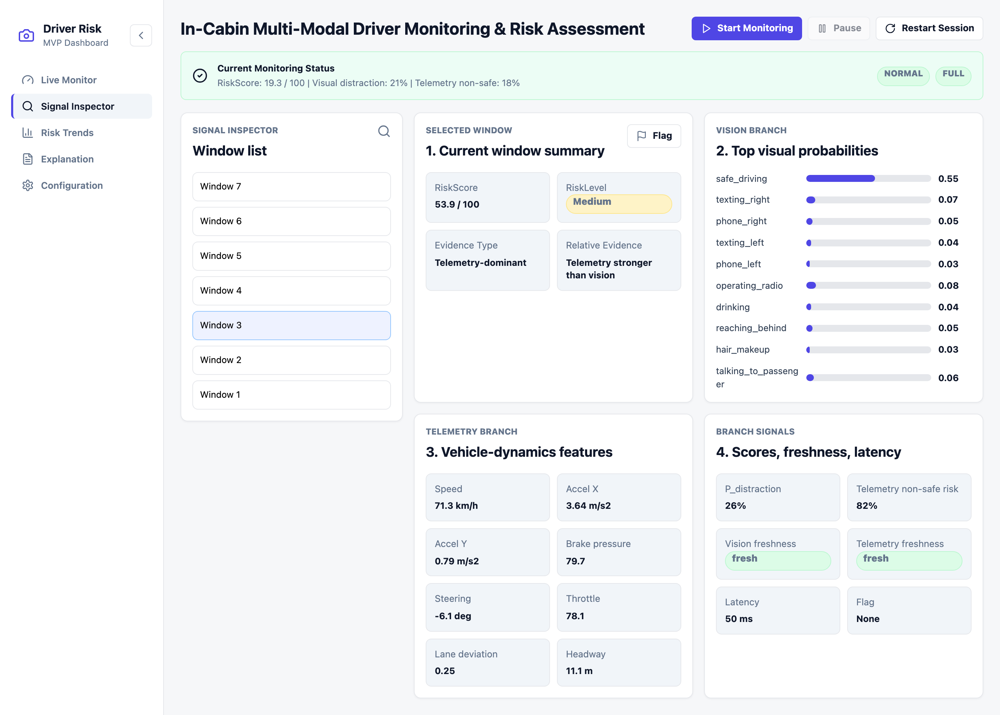 Driver Risk
MVP Dashboard
Live Monitor
Signal Inspector
Risk Trends
Explanation
Configuration
In-Cabin Multi-Modal Driver Monitoring & Risk Assessment
Start Monitoring
Pause
Restart Session
Current Monitoring Status
RiskScore: 19.3 / 100 | Visual distraction: 21% | Telemetry non-safe: 18%
NORMAL
FULL
SIGNAL INSPECTOR
Window list
Window 7
Window 6
Window 5
Window 4
Window 3
Window 2
Window 1
SELECTED WINDOW
1. Current window summary
Flag
RiskScore
53.9 / 100
RiskLevel
Medium
Evidence Type
Telemetry-dominant
Relative Evidence
Telemetry stronger
than vision
VISION BRANCH
2. Top visual probabilities
safe_driving 0.55
texting_right 0.07
phone_right 0.05
texting_left 0.04
phone_left 0.03
operating_radio 0.08
drinking 0.04
reaching_behind 0.05
hair_makeup 0.03
talking_to_passeng
er
0.06
TELEMETRY BRANCH
3. Vehicle-dynamics features
Speed
71.3 km/h
Accel X
3.64 m/s2
Accel Y
0.79 m/s2
Brake pressure
79.7
Steering
-6.1 deg
Throttle
78.1
Lane deviation
0.25
Headway
11.1 m
BRANCH SIGNALS
4. Scores, freshness, latency
P_distraction
26%
Telemetry non-safe risk
82%
Vision freshness
fresh
Telemetry freshness
fresh
Latency
50 ms
Flag
None